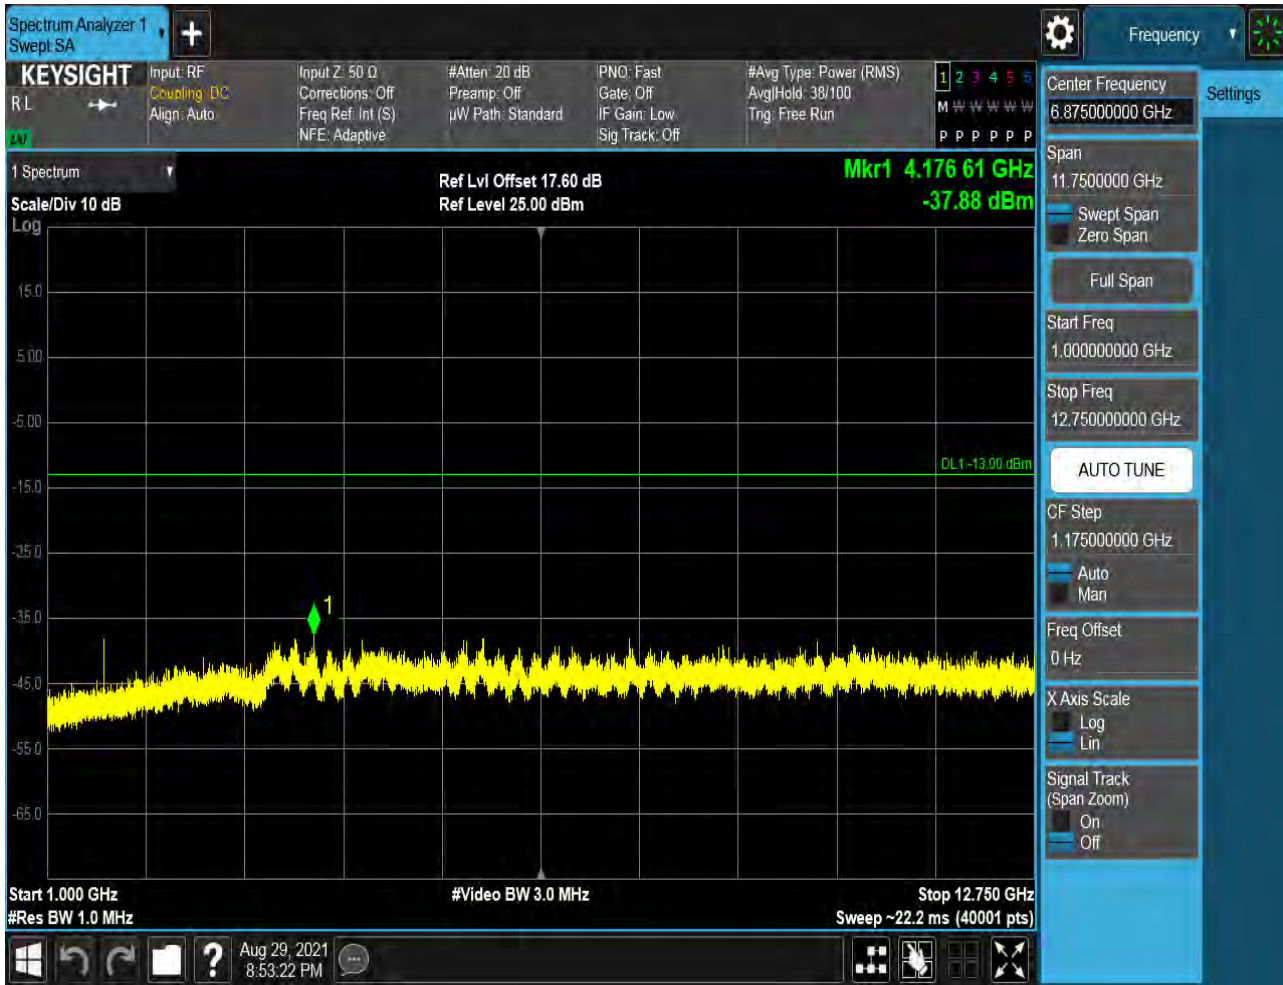 Spectrum Analyzer 1
Swept SA
+
Frequency
KEYSIGHT
R L
Input: RF
Coupling: DC
Align: Auto
Input Z: 50 Ω
Corrections: Off
Freq Ref: Int (S)
NFE: Adaptive
#Atten: 20 dB
Preamp: Off
µW Path: Standard
PNO: Fast
Gate: Off
IF Gain: Low
Sig Track: Off
#Avg Type: Power (RMS)
Avg|Hold: 38/100
Trig: Free Run
1 2 3 4 5 6
M W W W W W
P P P P P P
1 Spectrum
Scale/Div 10 dB
Log
Ref Lvl Offset 17.60 dB
Ref Level 25.00 dBm
Mkr1 4.176 61 GHz
-37.88 dBm
15.0
5.00
-5.00
-15.0
-25.0
-35.0
-45.0
-55.0
-65.0
DL1 -13.00 dBm
1
Start 1.000 GHz
#Res BW 1.0 MHz
#Video BW 3.0 MHz
Stop 12.750 GHz
Sweep ~22.2 ms (40001 pts)
Center Frequency
6.875000000 GHz
Settings
Span
11.7500000 GHz
Swept Span
Zero Span
Full Span
Start Freq
1.000000000 GHz
Stop Freq
12.750000000 GHz
AUTO TUNE
CF Step
1.175000000 GHz
Auto
Man
Freq Offset
0 Hz
X Axis Scale
Log
Lin
Signal Track
(Span Zoom)
On
Off
?
Aug 29, 2021
8:53:22 PM